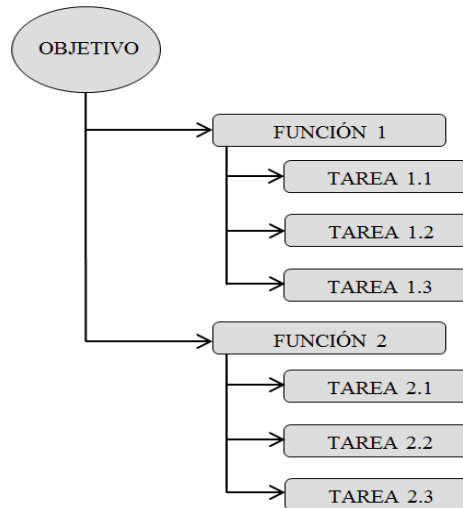 OBJETIVO
FUNCIÓN 1
TAREA 1.1
TAREA 1.2
TAREA 1.3
FUNCIÓN 2
TAREA 2.1
TAREA 2.2
TAREA 2.3